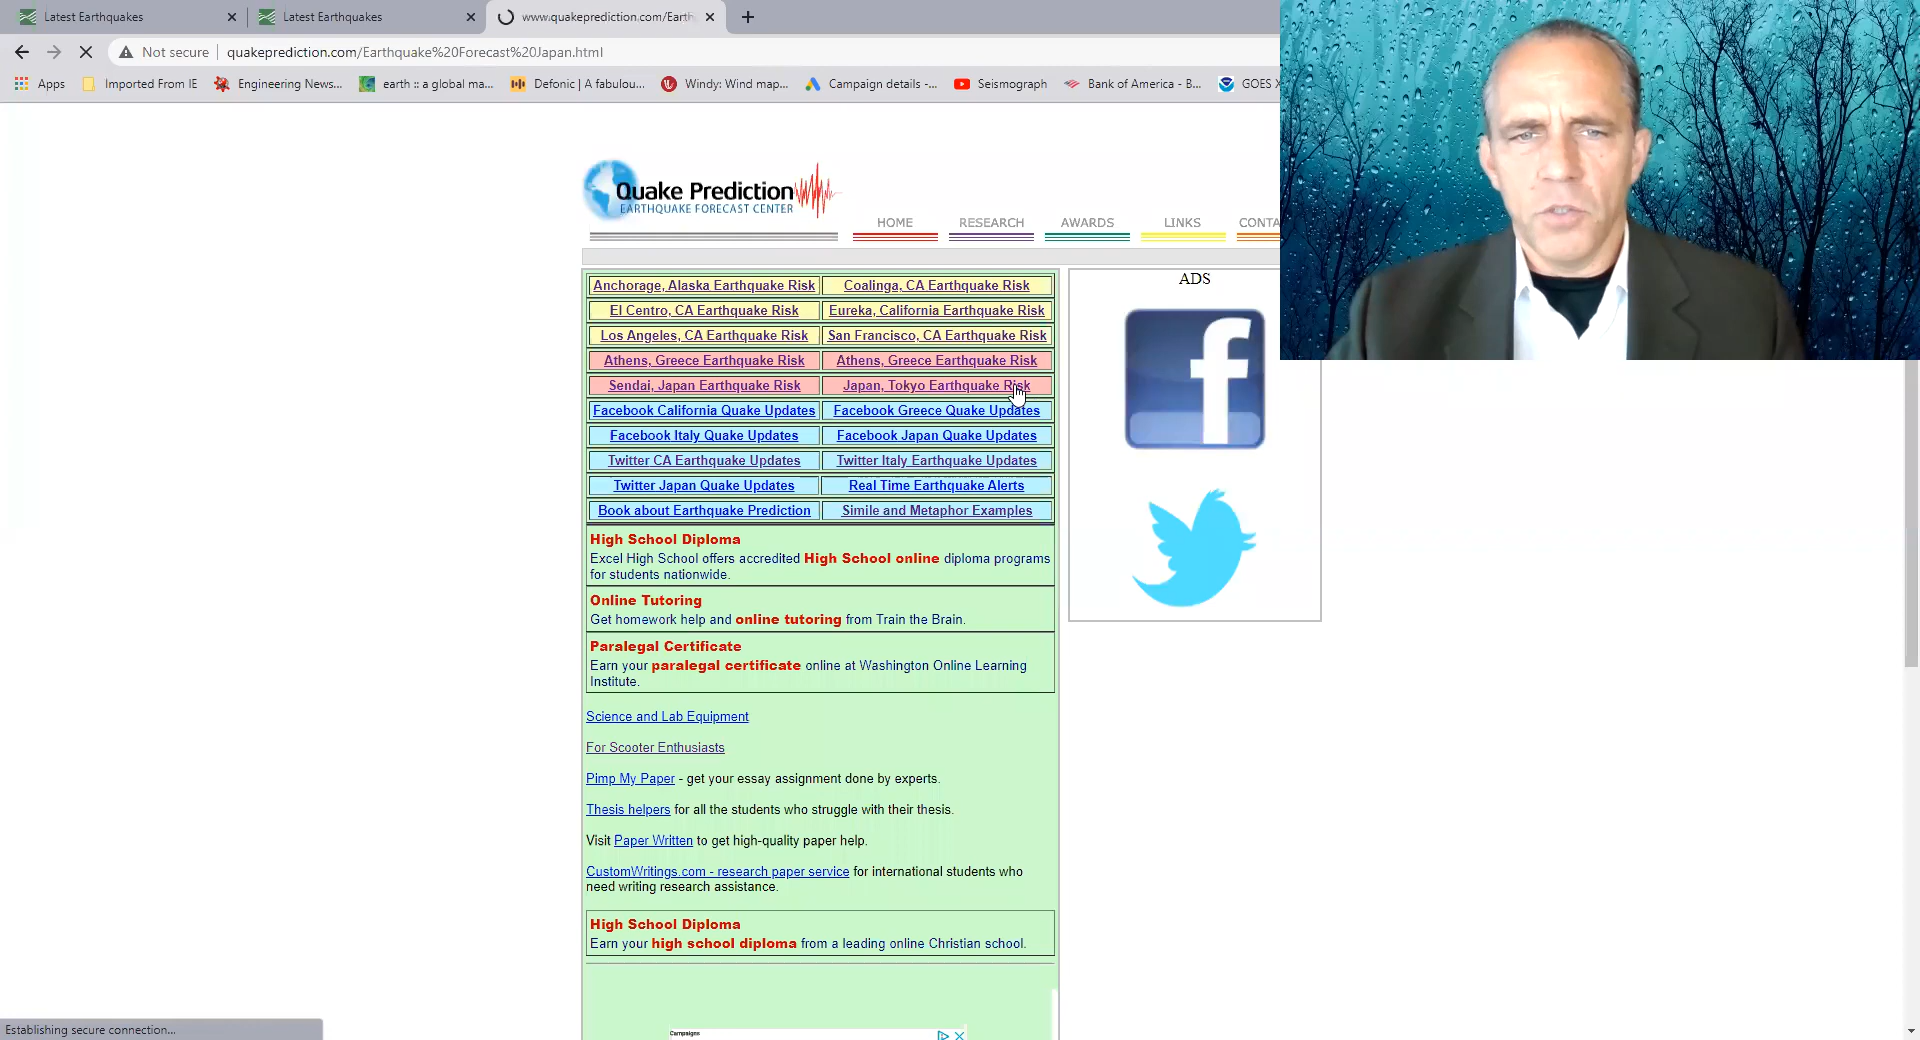 Latest Earthquakes
Latest Earthquakes
www.quakeprediction.com/Earth
Not secure
quakeprediction.com/Earthquake%20Forecast%20Japan.html
Apps
Imported From IE
Engineering News...
earth :: a global ma...
Defonic | A fabulou...
Windy: Wind map...
Campaign details -...
Seismograph
Bank of America - B...
GOES X
Quake Prediction
EARTHQUAKE FORECAST CENTER
HOME
RESEARCH
AWARDS
LINKS
CONTA
ADS
Anchorage, Alaska Earthquake Risk
Coalinga, CA Earthquake Risk
El Centro, CA Earthquake Risk
Eureka, California Earthquake Risk
Los Angeles, CA Earthquake Risk
San Francisco, CA Earthquake Risk
Athens, Greece Earthquake Risk
Athens, Greece Earthquake Risk
Sendai, Japan Earthquake Risk
Japan, Tokyo Earthquake Risk
Facebook California Quake Updates
Facebook Greece Quake Updates
Facebook Italy Quake Updates
Facebook Japan Quake Updates
Twitter CA Earthquake Updates
Twitter Italy Earthquake Updates
Twitter Japan Quake Updates
Real Time Earthquake Alerts
Book about Earthquake Prediction
Simile and Metaphor Examples
High School Diploma
Excel High School offers accredited High School online diploma programs
for students nationwide.
Online Tutoring
Get homework help and online tutoring from Train the Brain.
Paralegal Certificate
Earn your paralegal certificate online at Washington Online Learning
Institute.
Science and Lab Equipment
For Scooter Enthusiasts
Pimp My Paper - get your essay assignment done by experts.
Thesis helpers for all the students who struggle with their thesis.
Visit Paper Written to get high-quality paper help.
CustomWritings.com - research paper service for international students who
need writing research assistance.
High School Diploma
Earn your high school diploma from a leading online Christian school.
Campaigns
Establishing secure connection...